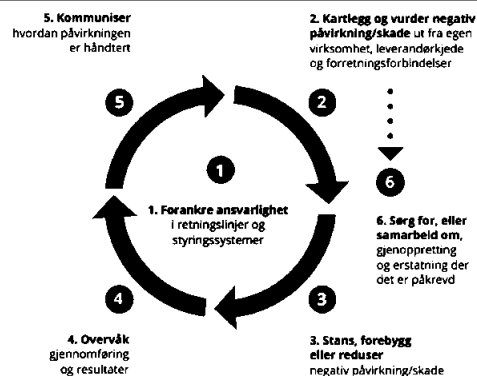 5. Kommuniser
hvordan påvirkningen
er håndtert
2. Kartlegg og vurder negativ
påvirkning/skade ut fra egen
virksomhet, leverandørkjede
og forretningsforbindelser
5
2
1
6
1. Forankre ansvarlighet
i retningslinjer og
styringssystemer
6. Sørg for, eller
samarbeid om,
gjenoppretting
og erstatning der
det er påkrevd
4
3
4. Overvåk
gjennomføring
og resultater
3. Stans, forebygg
eller reduser
negativ påvirkning/skade